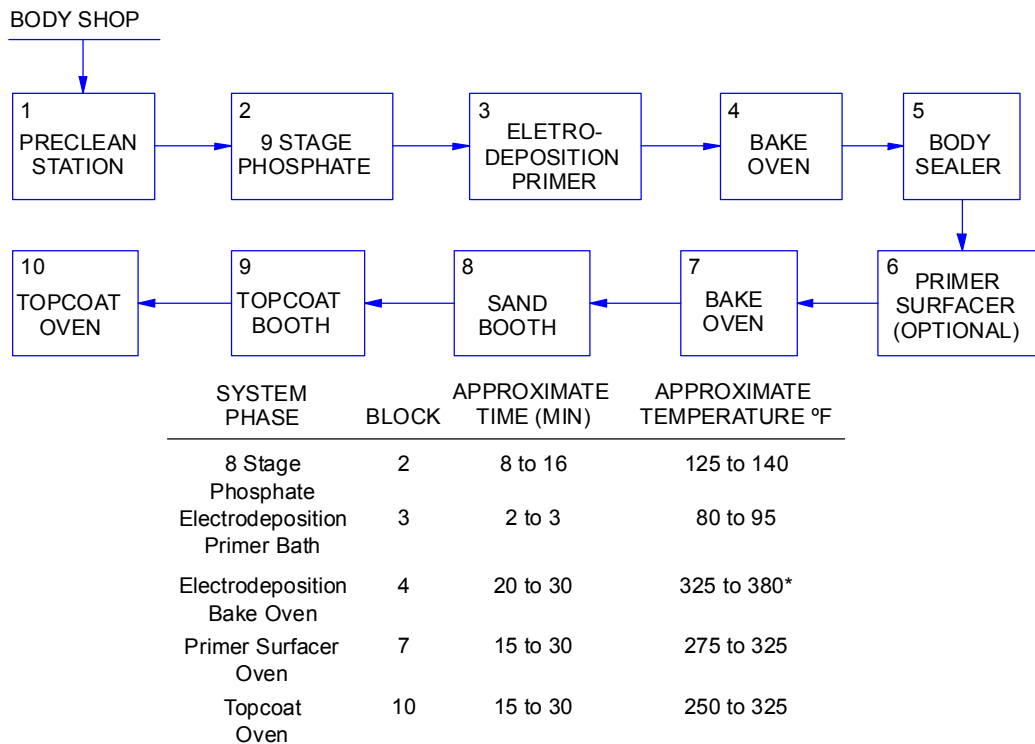 BODY SHOP
1
PRECLEAN
STATION
2
9 STAGE
PHOSPHATE
3
ELETRO-
DEPOSITION
PRIMER
4
BAKE
OVEN
5
BODY
SEALER
10
TOPCOAT
OVEN
9
TOPCOAT
BOOTH
8
SAND
BOOTH
7
BAKE
OVEN
6
PRIMER
SURFACER
(OPTIONAL)
SYSTEM
PHASE
BLOCK
APPROXIMATE
TIME (MIN)
APPROXIMATE
TEMPERATURE ºF
8 Stage
Phosphate
2
8 to 16
125 to 140
Electrodeposition
Primer Bath
3
2 to 3
80 to 95
Electrodeposition
Bake Oven
4
20 to 30
325 to 380*
Primer Surfacer
Oven
7
15 to 30
275 to 325
Topcoat
Oven
10
15 to 30
250 to 325